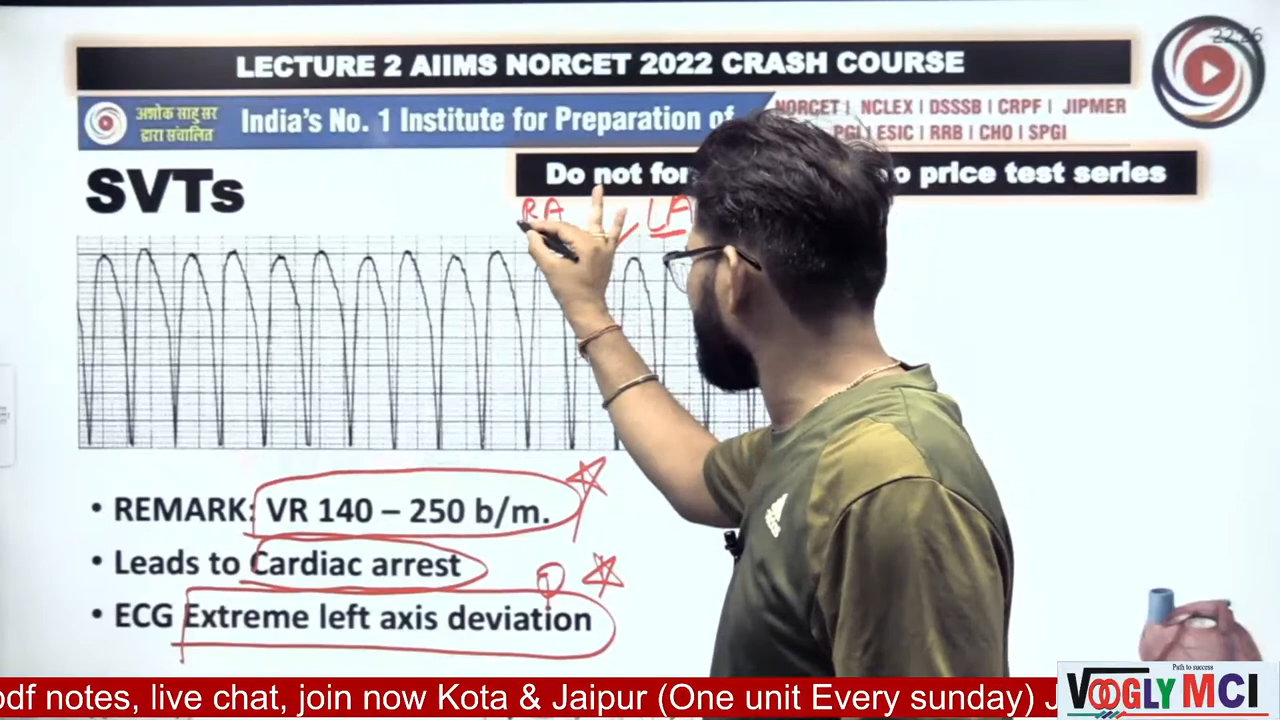 22:26
LECTURE 2 AIIMS NORCET 2022 CRASH COURSE
अशोक साहु सर
द्वारा संचालित
India's No. 1 Institute for Preparation of
NORCET | NCLEX | DSSSB | CRPF | JIPMER
PGI | ESIC | RRB | CHO | SPGI
SVTs
Do not for o price test series
RA LA
• REMARK: VR 140 – 250 b/m.
• Leads to Cardiac arrest
• ECG Extreme left axis deviation
Path to success
VOOGLY MCI
pdf notes, live chat, join now Kota & Jaipur (One unit Every sunday) J